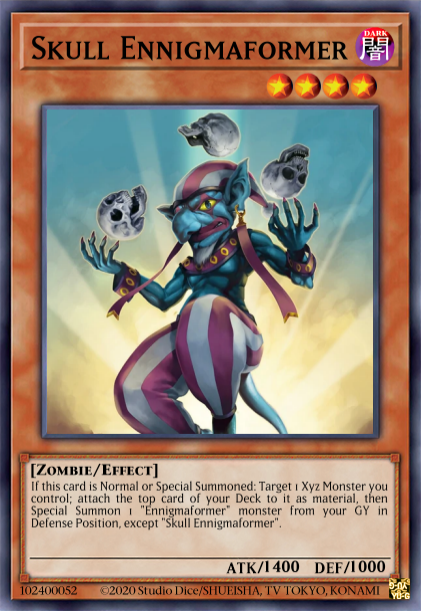 Skull Ennigmaformer
DARK
闇
[Zombie/Effect]
If this card is Normal or Special Summoned: Target 1 Xyz Monster you
control; attach the top card of your Deck to it as material, then
Special Summon 1 "Ennigmaformer" monster from your GY in
Defense Position, except "Skull Ennigmaformer".
ATK/1400 DEF/1000
102400052 ©2020 Studio Dice/SHUEISHA, TV TOKYO, KONAMI